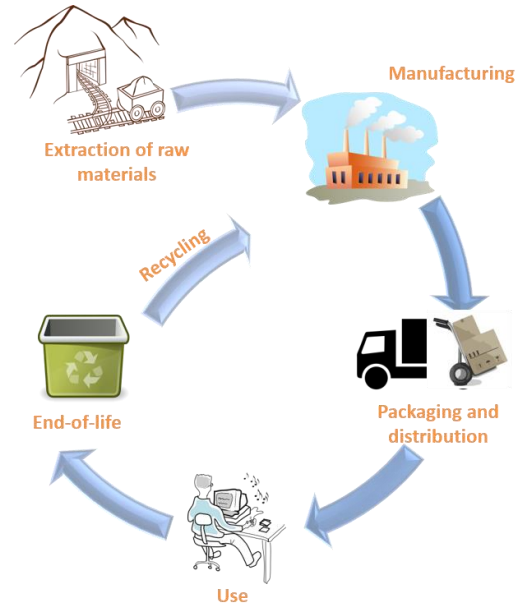 Manufacturing
Extraction of raw
materials
Recycling
End-of-life
Packaging and
distribution
Use